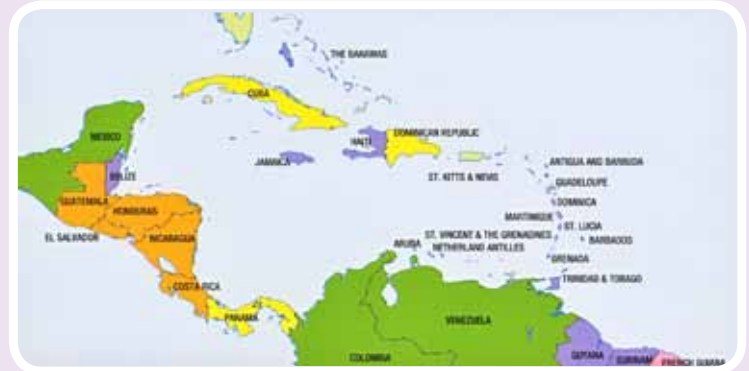 THE BAHAMAS
CUBA
MEXICO
HAITI
DOMINICAN REPUBLIC
JAMAICA
BELIZE
ST. KITTS & NEVIS
ANTIGUA AND BARBUDA
GUADELOUPE
GUATEMALA
HONDURAS
DOMINICA
MARTINIQUE
ST. LUCIA
EL SALVADOR
NICARAGUA
ST. VINCENT & THE GRENADINES
BARBADOS
ARUBA
NETHERLAND ANTILLES
GRENADA
COSTA RICA
TRINIDAD & TOBAGO
PANAMA
VENEZUELA
COLOMBIA
GUYANA
SURINAM
FRENCH GUIANA